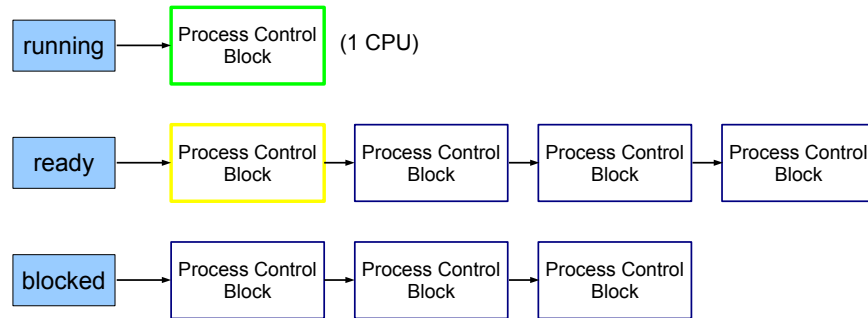 running
Process Control
Block
(1 CPU)
ready
Process Control
Block
Process Control
Block
Process Control
Block
Process Control
Block
blocked
Process Control
Block
Process Control
Block
Process Control
Block